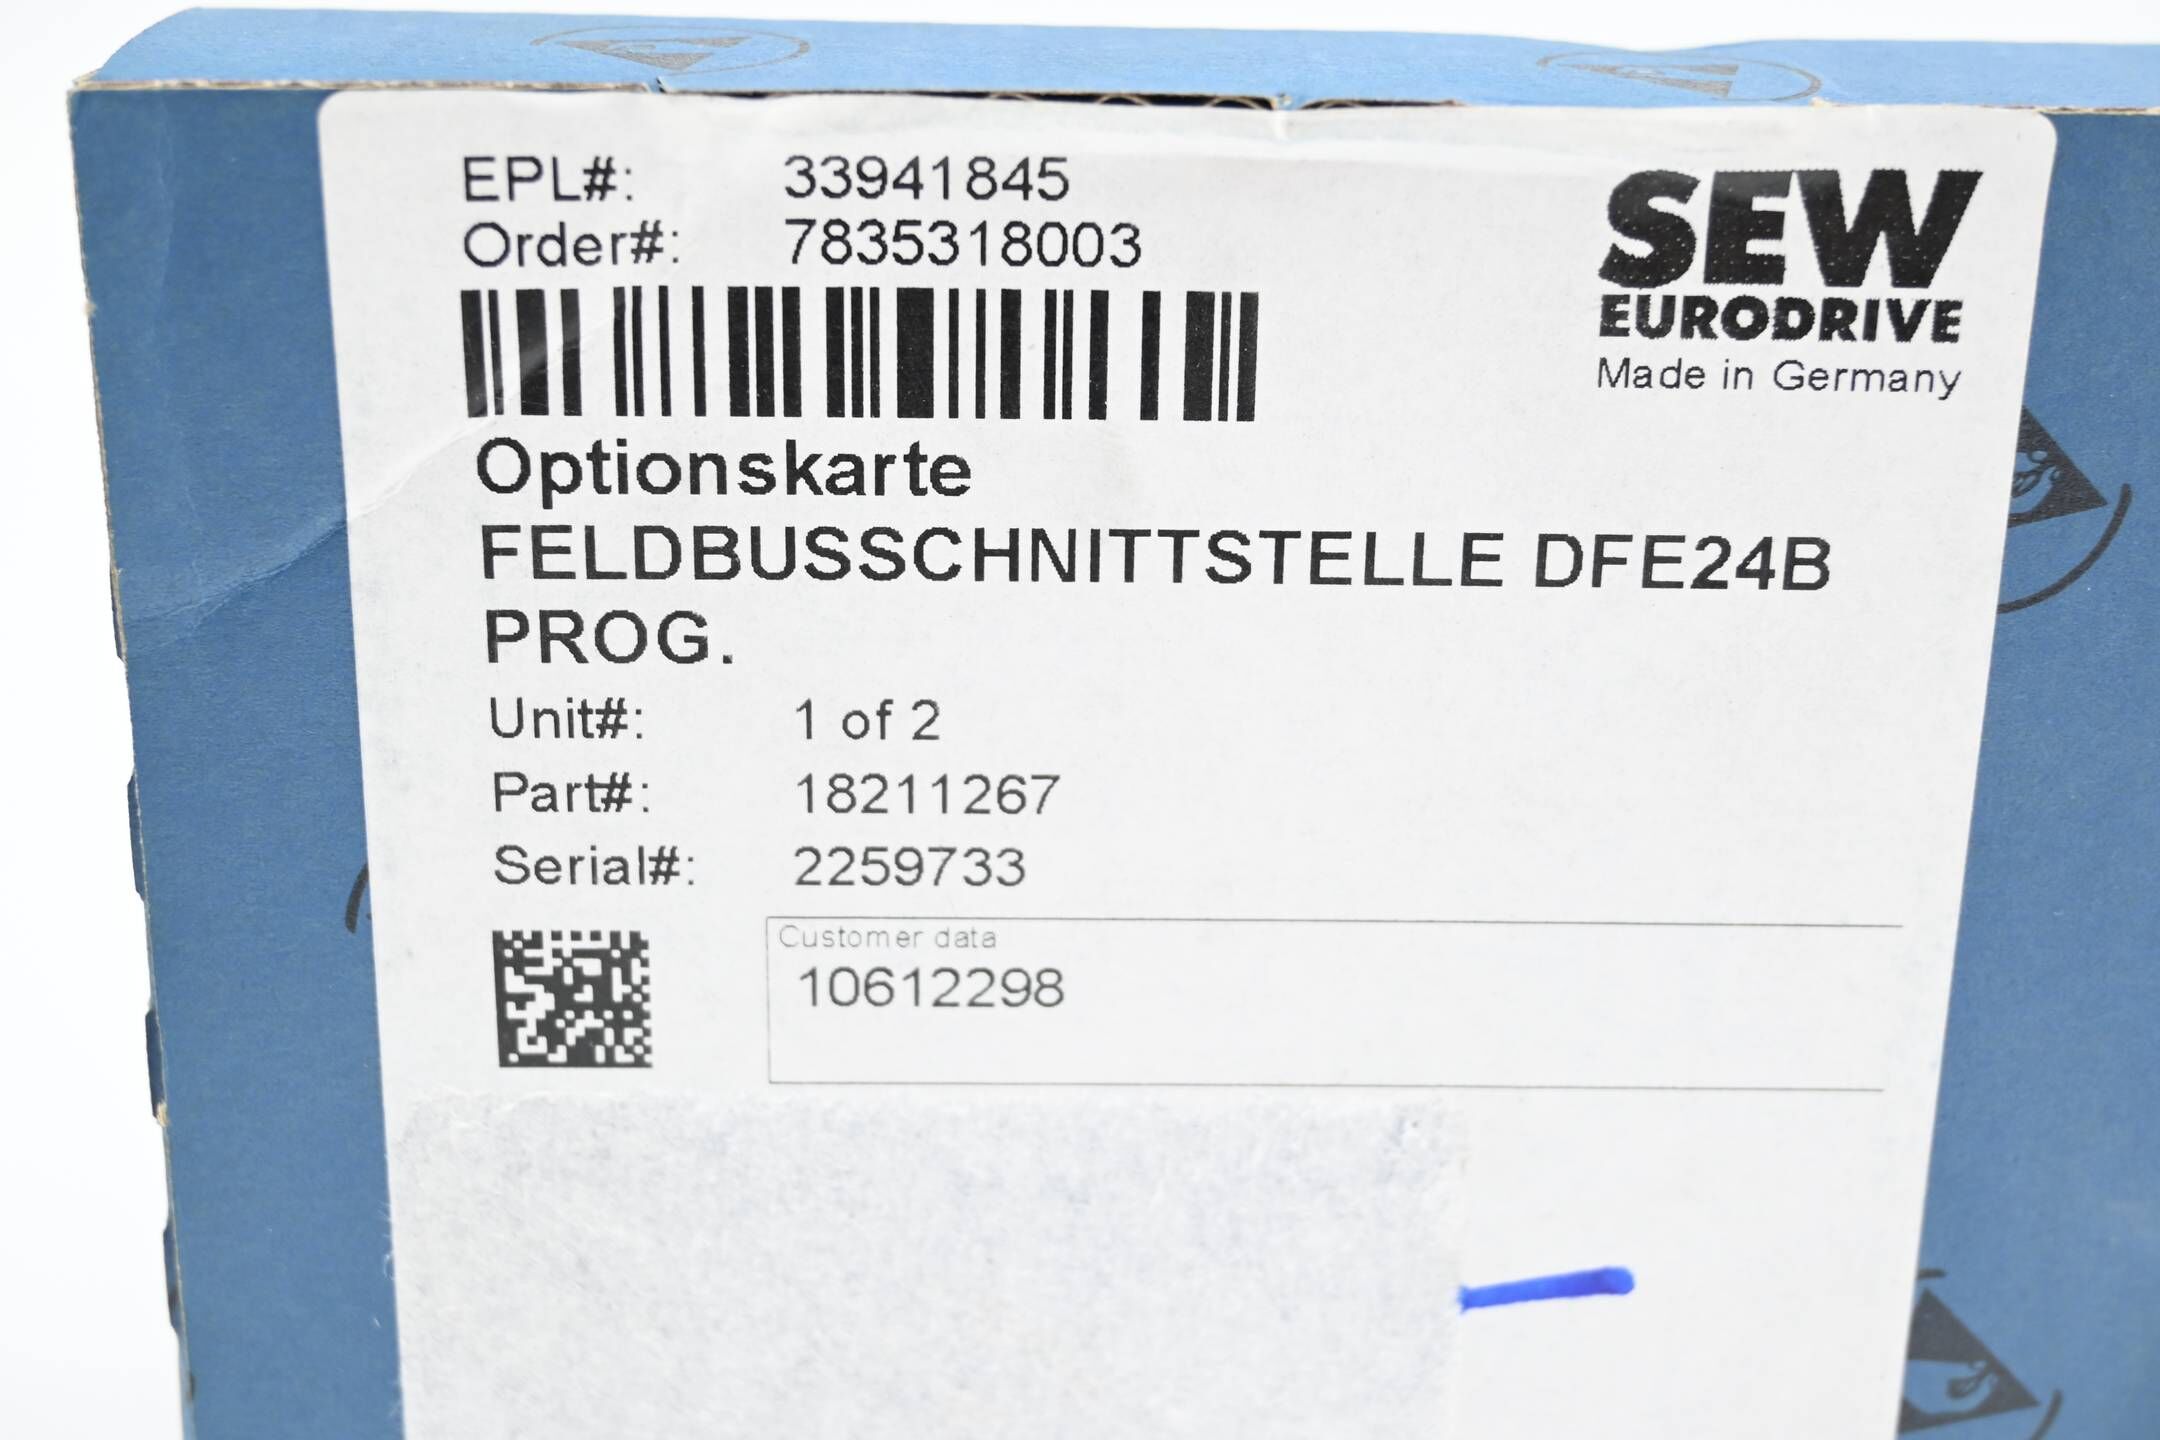 EPL#: 33941845
Order#: 7835318003
SEW
EURODRIVE
Made in Germany
Optionskarte
FELDBUSSCHNITTSTELLE DFE24B
PROG.
Unit#: 1 of 2
Part#: 18211267
Serial#: 2259733
Customer data
10612298